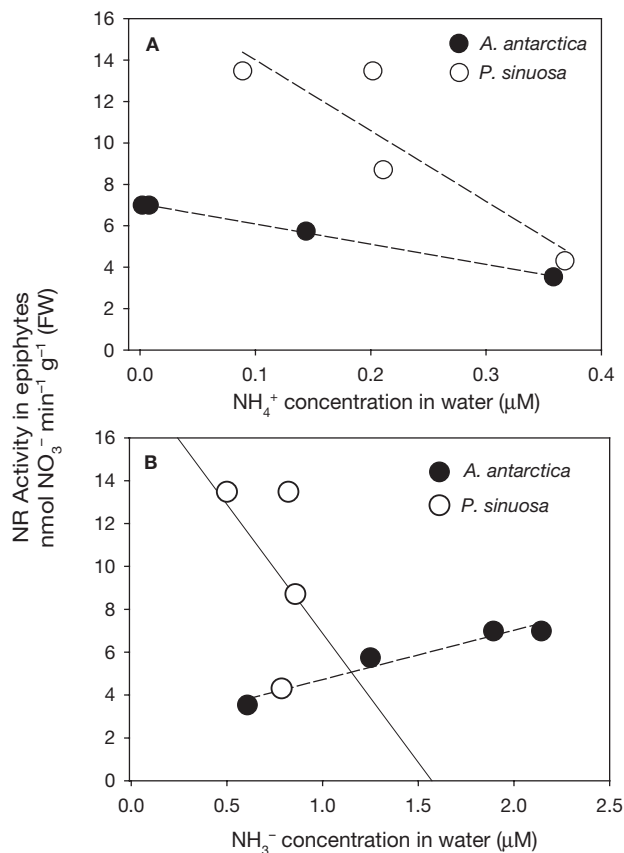 A
A. antarctica
P. sinuosa
16
14
12
10
8
6
4
2
0
0.0 0.1 0.2 0.3 0.4
NH₄⁺ concentration in water (µM)
NR Activity in epiphytes
nmol NO₃⁻ min⁻¹ g⁻¹ (FW)
B
A. antarctica
P. sinuosa
16
14
12
10
8
6
4
2
0
0.0 0.5 1.0 1.5 2.0 2.5
NH₃⁻ concentration in water (µM)